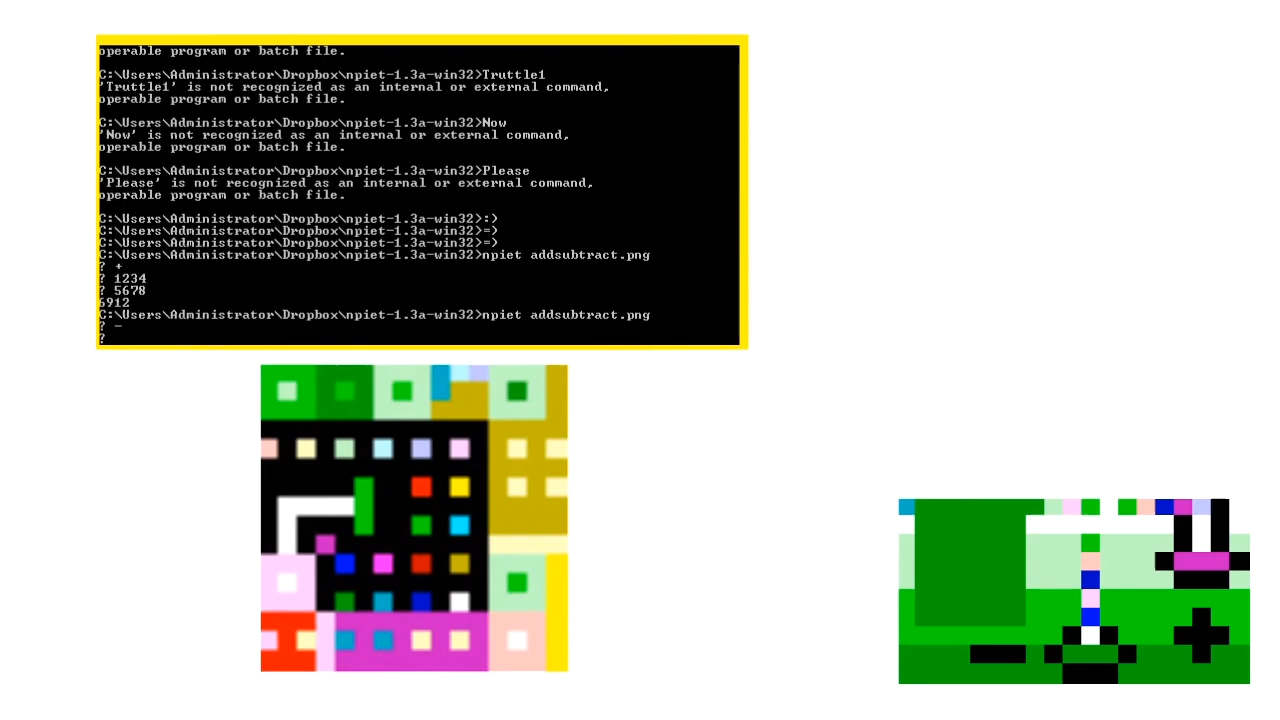 operable program or batch file.
C:\Users\Administrator\Dropbox\npiet-1.3a-win32>Truttle1
'Truttle1' is not recognized as an internal or external command,
operable program or batch file.
C:\Users\Administrator\Dropbox\npiet-1.3a-win32>Now
'Now' is not recognized as an internal or external command,
operable program or batch file.
C:\Users\Administrator\Dropbox\npiet-1.3a-win32>Please
'Please' is not recognized as an internal or external command,
operable program or batch file.
C:\Users\Administrator\Dropbox\npiet-1.3a-win32>:)
C:\Users\Administrator\Dropbox\npiet-1.3a-win32>=)
C:\Users\Administrator\Dropbox\npiet-1.3a-win32>=)
C:\Users\Administrator\Dropbox\npiet-1.3a-win32>npiet addsubtract.png
? +
? 1234
? 5678
6912
C:\Users\Administrator\Dropbox\npiet-1.3a-win32>npiet addsubtract.png
? -
?